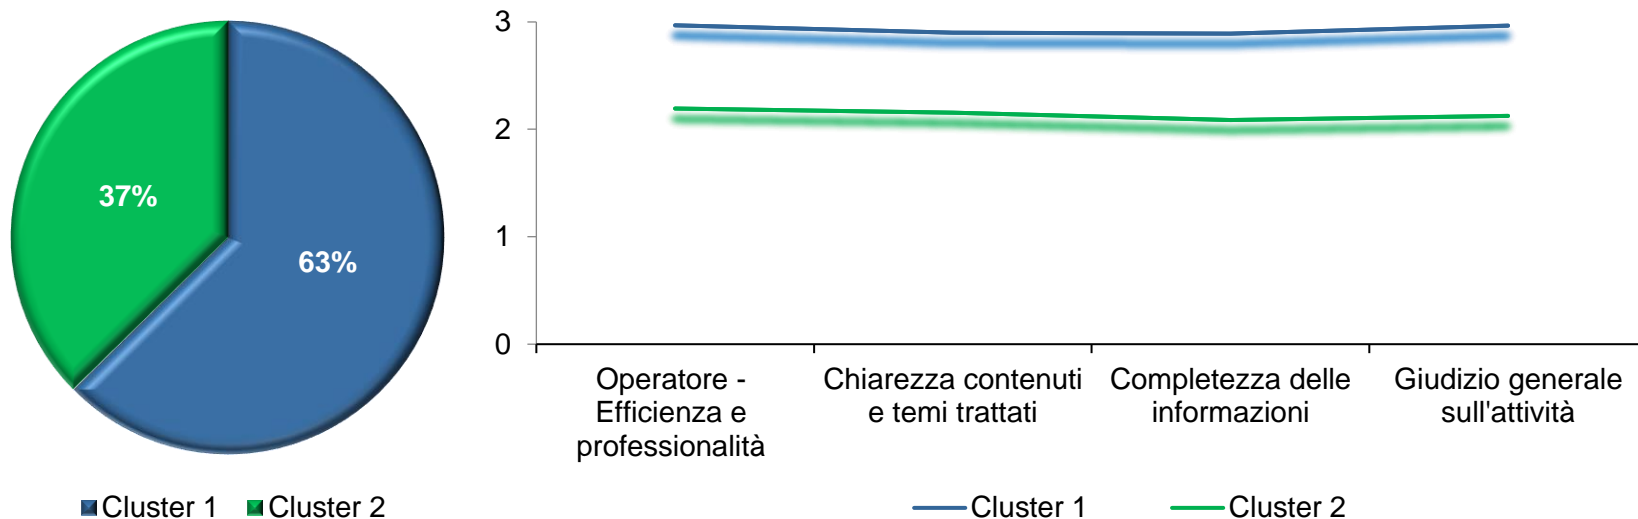 37%
63%
Cluster 1
Cluster 2
3
2
1
0
Operatore -
Efficienza e
professionalità
Chiarezza contenuti
e temi trattati
Completezza delle
informazioni
Giudizio generale
sull'attività
Cluster 1
Cluster 2